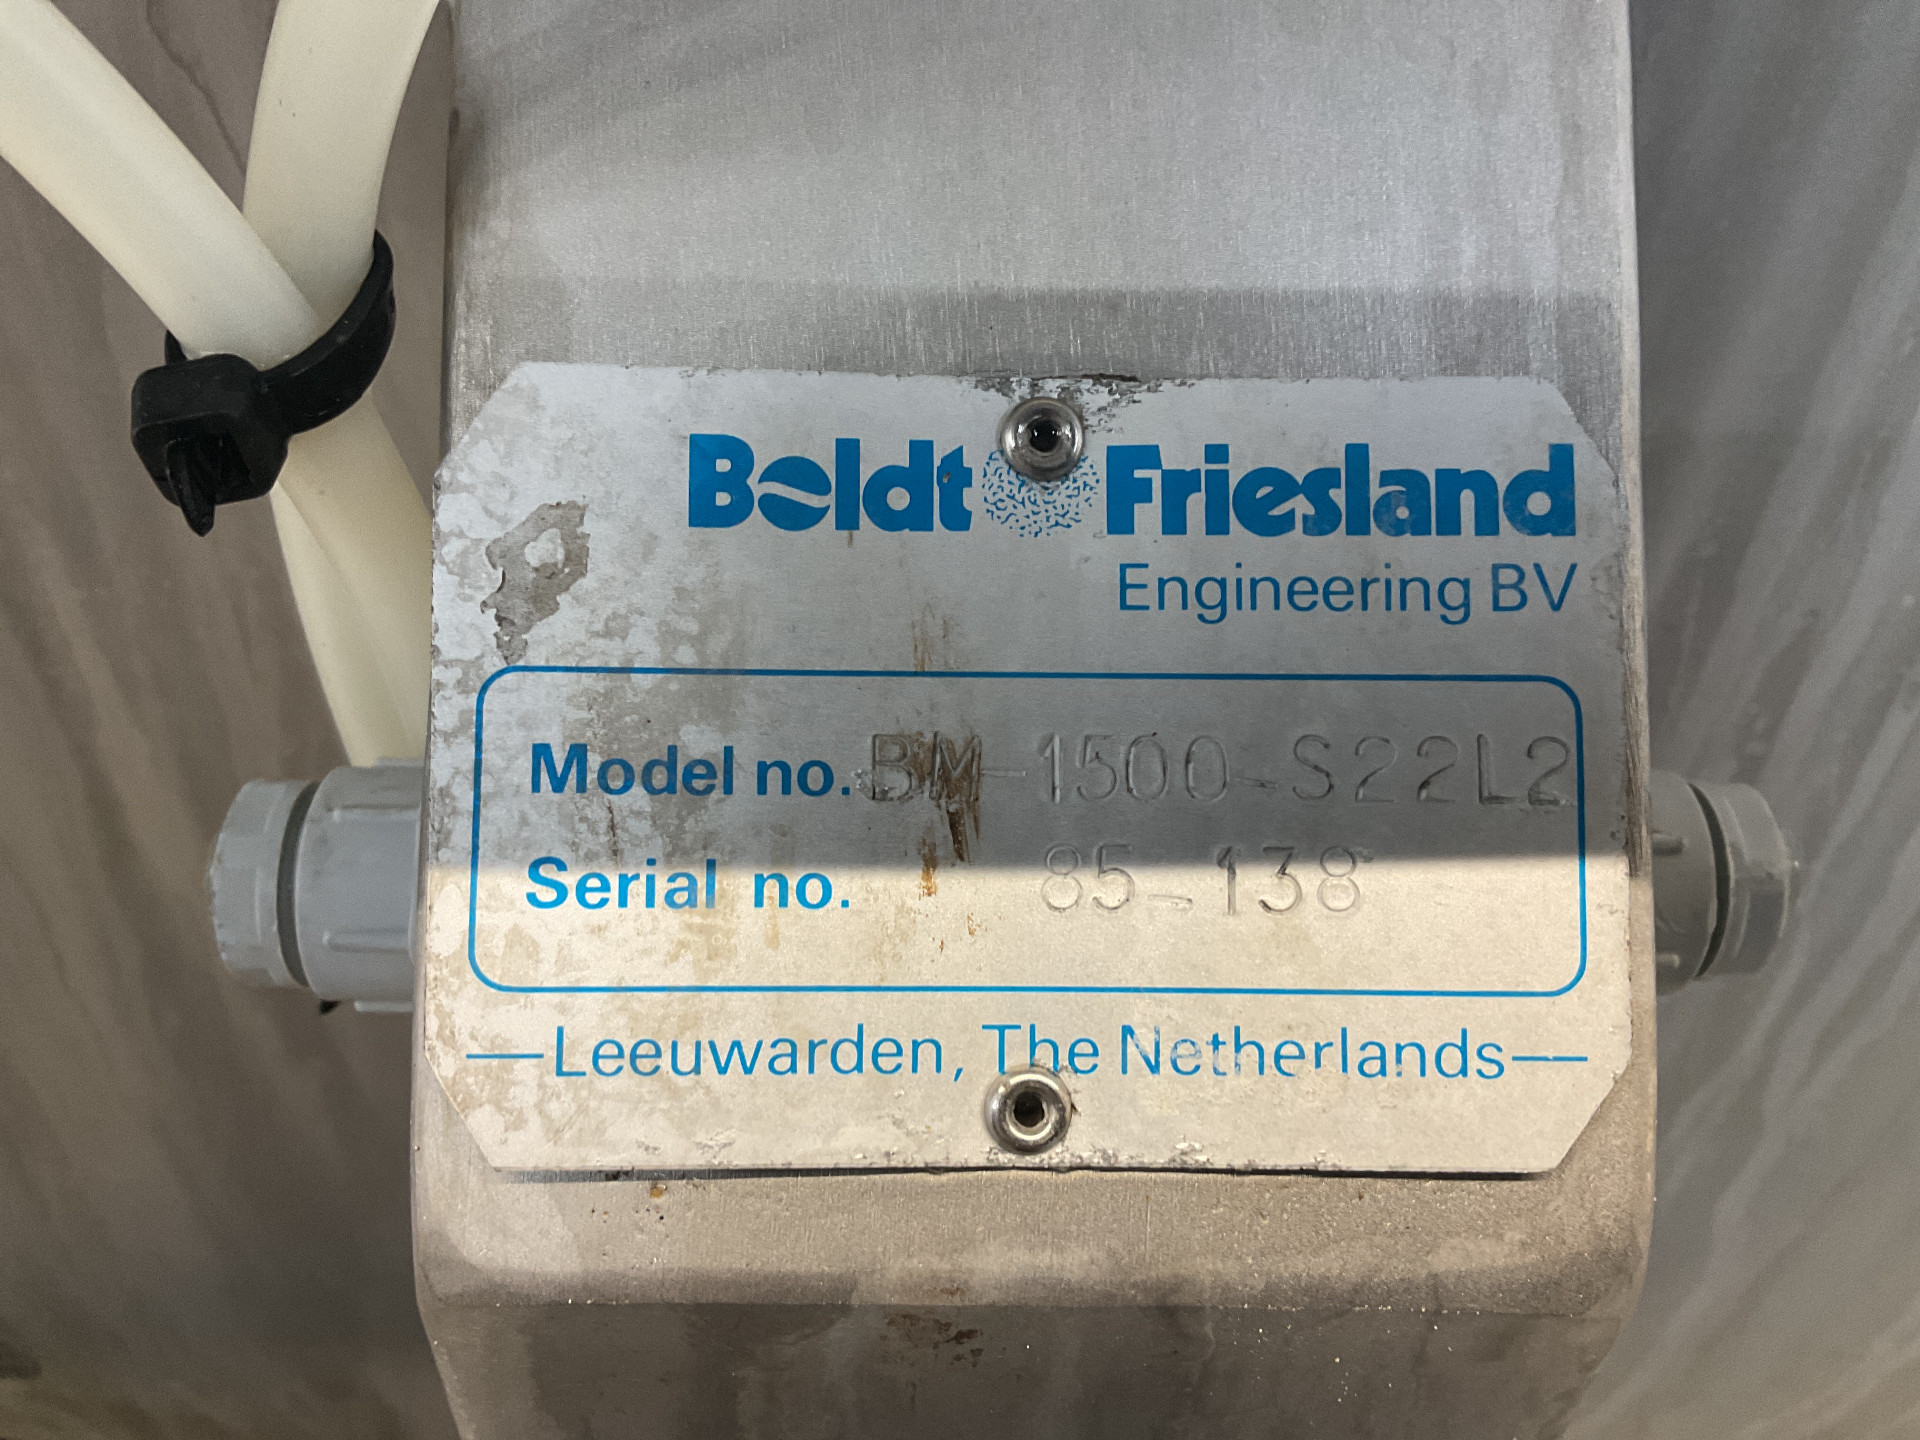 Boldt Friesland
Engineering BV
Model no. BM-1500-S22L2
Serial no. 85-138
—Leeuwarden, The Netherlands—